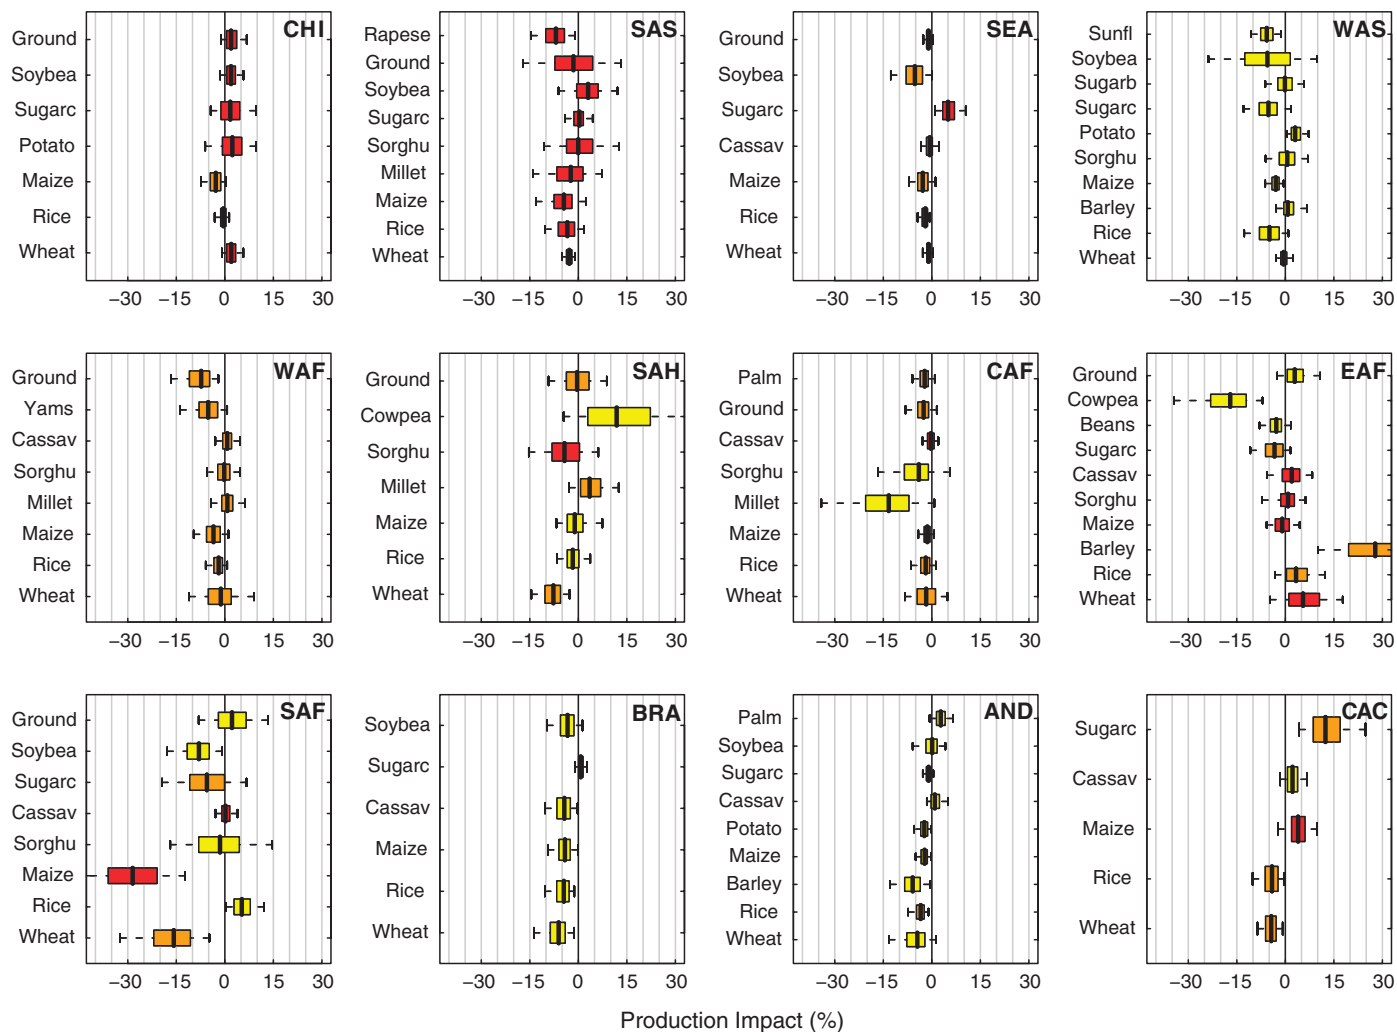 CHI
Ground
Soybea
Sugarc
Potato
Maize
Rice
Wheat
−30 −15 0 15 30
SAS
Rapese
Ground
Soybea
Sugarc
Sorghu
Millet
Maize
Rice
Wheat
−30 −15 0 15 30
SEA
Ground
Soybea
Sugarc
Cassav
Maize
Rice
Wheat
−30 −15 0 15 30
WAS
Sunfl
Soybea
Sugarb
Sugarc
Potato
Sorghu
Maize
Barley
Rice
Wheat
−30 −15 0 15 30
WAF
Ground
Yams
Cassav
Sorghu
Millet
Maize
Rice
Wheat
−30 −15 0 15 30
SAH
Ground
Cowpea
Sorghu
Millet
Maize
Rice
Wheat
−30 −15 0 15 30
CAF
Palm
Ground
Cassav
Sorghu
Millet
Maize
Rice
Wheat
−30 −15 0 15 30
EAF
Ground
Cowpea
Beans
Sugarc
Cassav
Sorghu
Maize
Barley
Rice
Wheat
−30 −15 0 15 30
SAF
Ground
Soybea
Sugarc
Cassav
Sorghu
Maize
Rice
Wheat
−30 −15 0 15 30
BRA
Soybea
Sugarc
Cassav
Maize
Rice
Wheat
−30 −15 0 15 30
AND
Palm
Soybea
Sugarc
Cassav
Potato
Maize
Barley
Rice
Wheat
−30 −15 0 15 30
CAC
Sugarc
Cassav
Maize
Rice
Wheat
−30 −15 0 15 30
Production Impact (%)